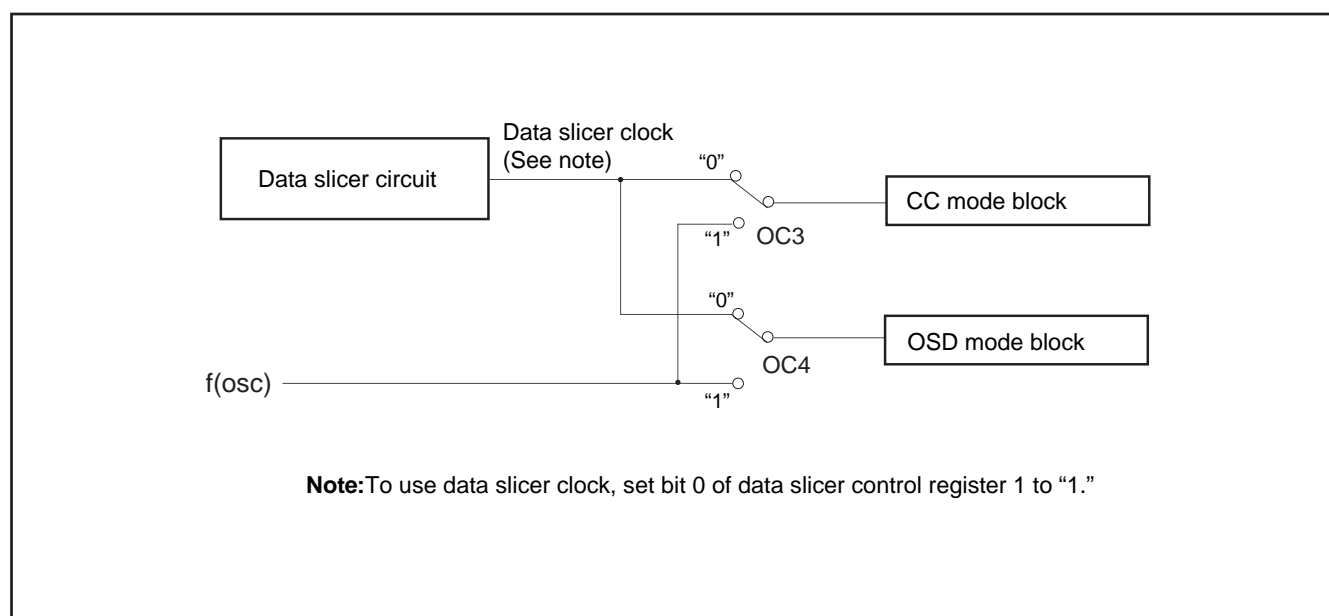 Data slicer clock
(See note)
“0”
Data slicer circuit
CC mode block
“1”
OC3
“0”
OSD mode block
OC4
f(osc)
“1”
Note:To use data slicer clock, set bit 0 of data slicer control register 1 to “1.”